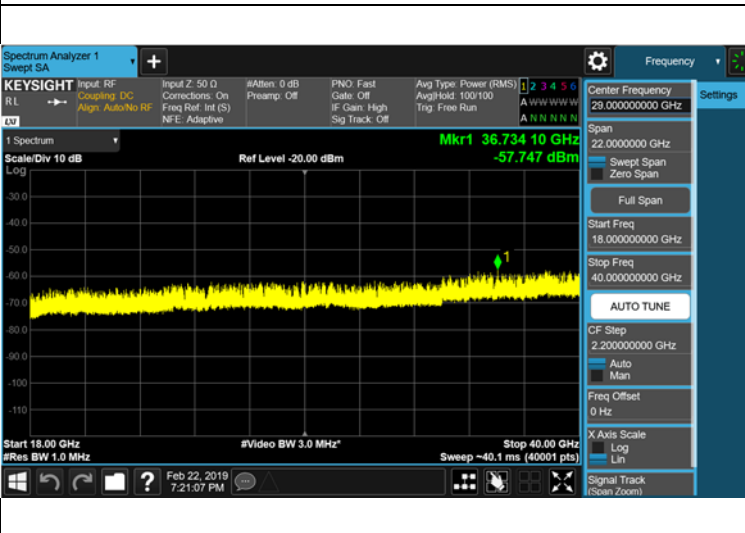 Spectrum Analyzer 1
Swept SA
Frequency
KEYSIGHT
RL
LXI
Input: RF
Coupling: DC
Align: Auto/No RF
Input Z: 50 Ω
Corrections: On
Freq Ref: Int (S)
NFE: Adaptive
#Atten: 0 dB
Preamp: Off
PNO: Fast
Gate: Off
IF Gain: High
Sig Track: Off
Avg Type: Power (RMS)
Avg|Hold: 100/100
Trig: Free Run
1 2 3 4 5 6
A W W W W W
A N N N N N
1 Spectrum
Scale/Div 10 dB
Log
Ref Level -20.00 dBm
Mkr1 36.734 10 GHz
-57.747 dBm
1
-30.0
-40.0
-50.0
-60.0
-70.0
-80.0
-90.0
-100
-110
Start 18.00 GHz
#Res BW 1.0 MHz
#Video BW 3.0 MHz*
Stop 40.00 GHz
Sweep ~40.1 ms (40001 pts)
Feb 22, 2019
7:21:07 PM
Center Frequency
29.000000000 GHz
Span
22.0000000 GHz
Swept Span
Zero Span
Full Span
Start Freq
18.000000000 GHz
Stop Freq
40.000000000 GHz
AUTO TUNE
CF Step
2.200000000 GHz
Auto
Man
Freq Offset
0 Hz
X Axis Scale
Log
Lin
Signal Track
(Span Zoom)
Settings